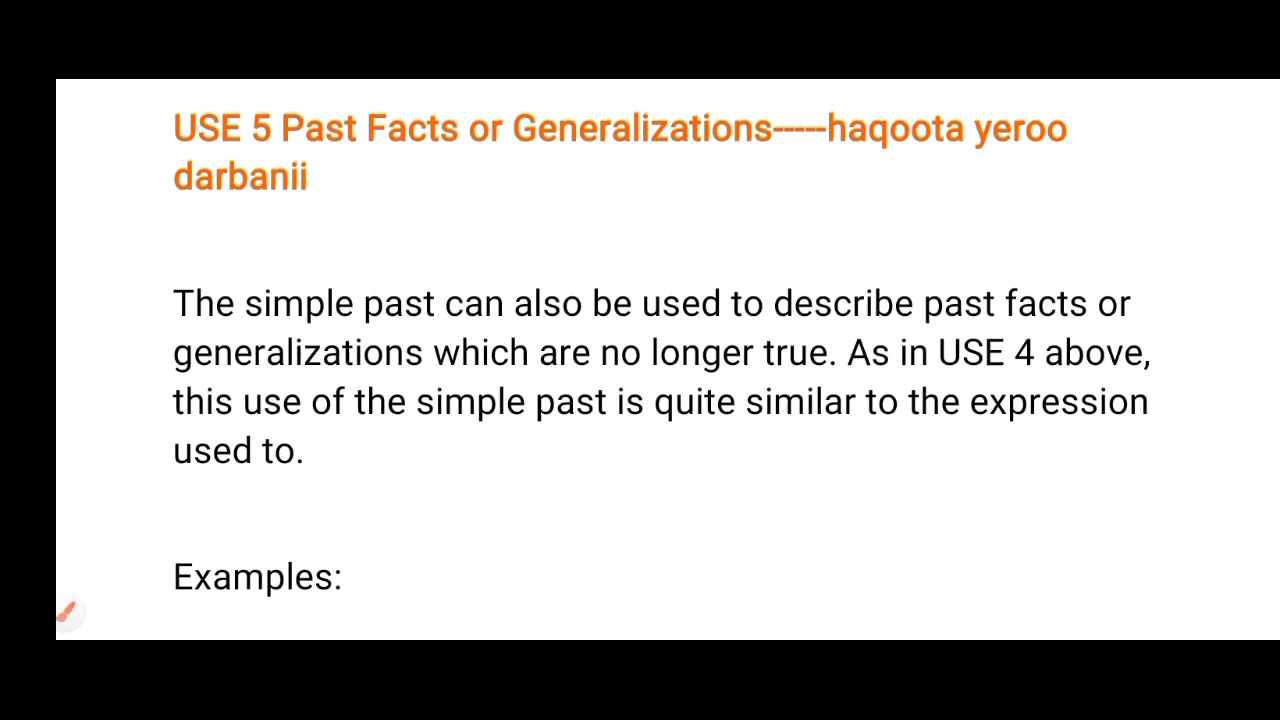 USE 5 Past Facts or Generalizations-----haqoota yeroo
darbanii
The simple past can also be used to describe past facts or
generalizations which are no longer true. As in USE 4 above,
this use of the simple past is quite similar to the expression
used to.
Examples: